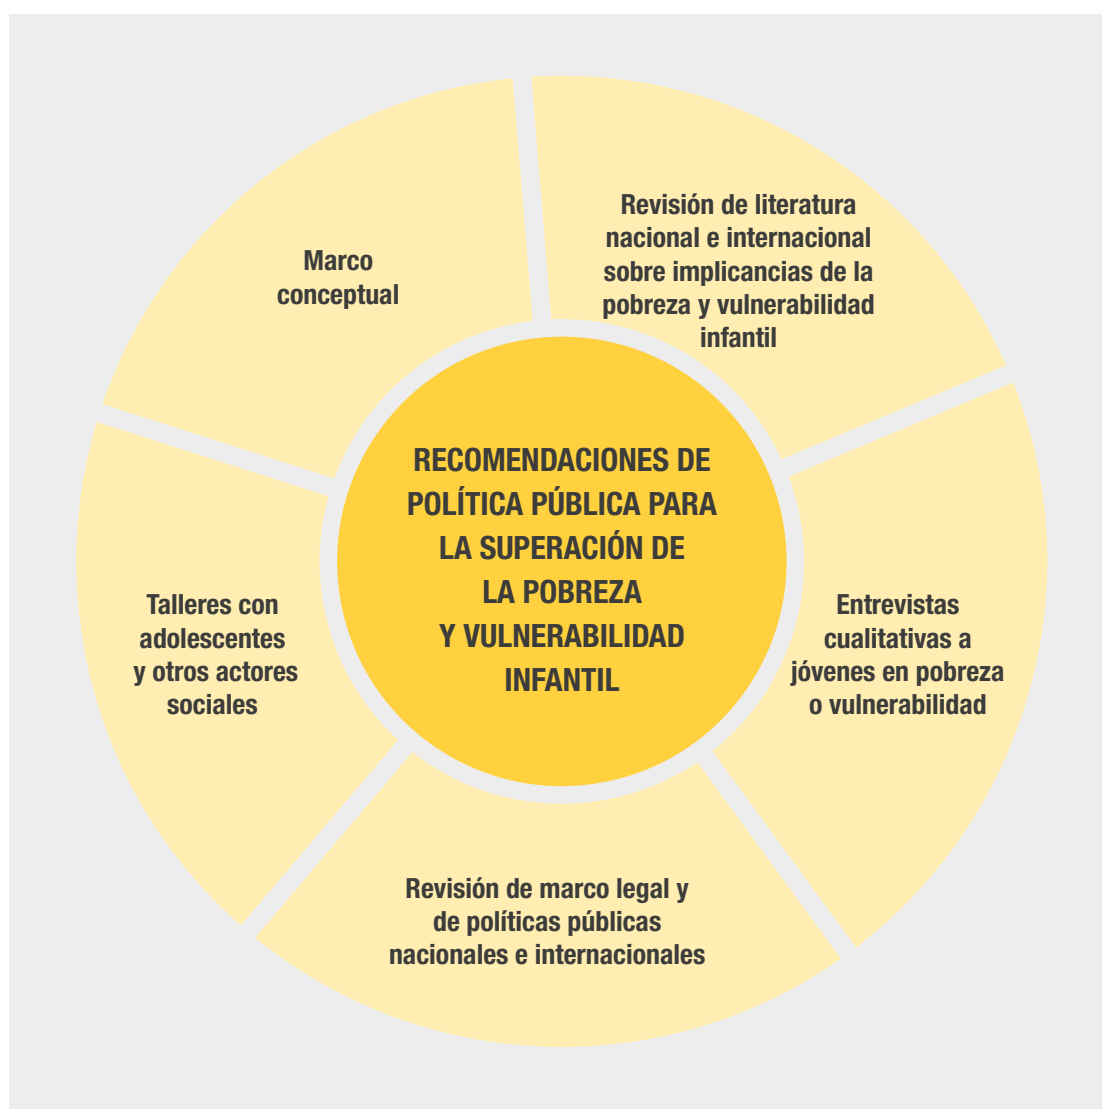 Marco
conceptual
Revisión de literatura
nacional e internacional
sobre implicancias de la
pobreza y vulnerabilidad
infantil
RECOMENDACIONES DE
POLÍTICA PÚBLICA PARA
LA SUPERACIÓN DE
LA POBREZA
Y VULNERABILIDAD
INFANTIL
Talleres con
adolescentes
y otros actores
sociales
Entrevistas
cualitativas a
jóvenes en pobreza
o vulnerabilidad
Revisión de marco legal y
de políticas públicas
nacionales e internacionales